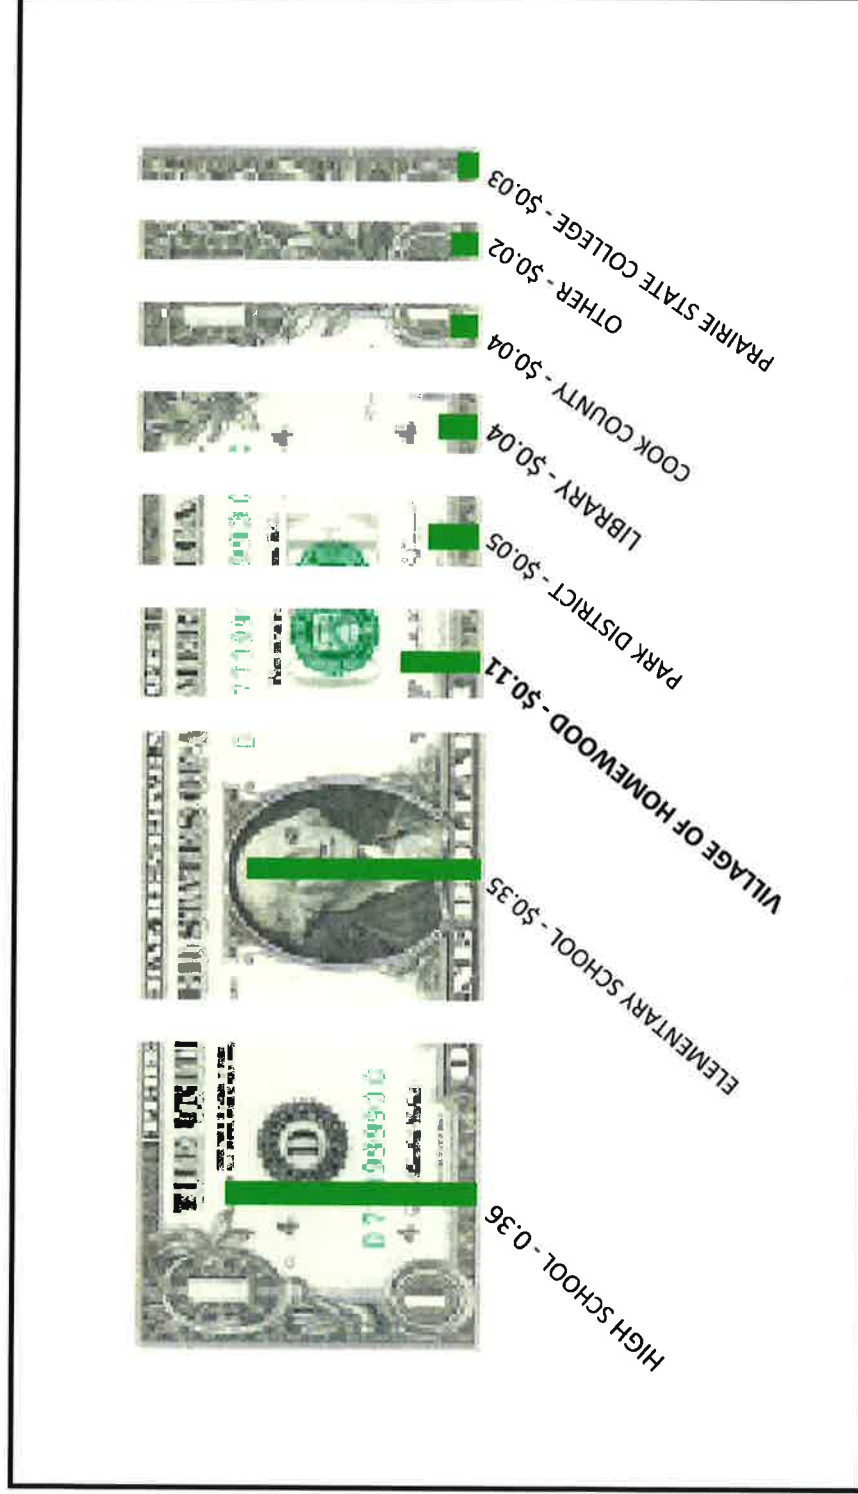 HIGH SCHOOL - 0.36
ELEMENTARY SCHOOL - $0.35
VILLAGE OF HOMEWOOD - $0.11
PARK DISTRICT - $0.05
LIBRARY - $0.04
COOK COUNTY - $0.04
OTHER - $0.02
PRAIRIE STATE COLLEGE - $0.03